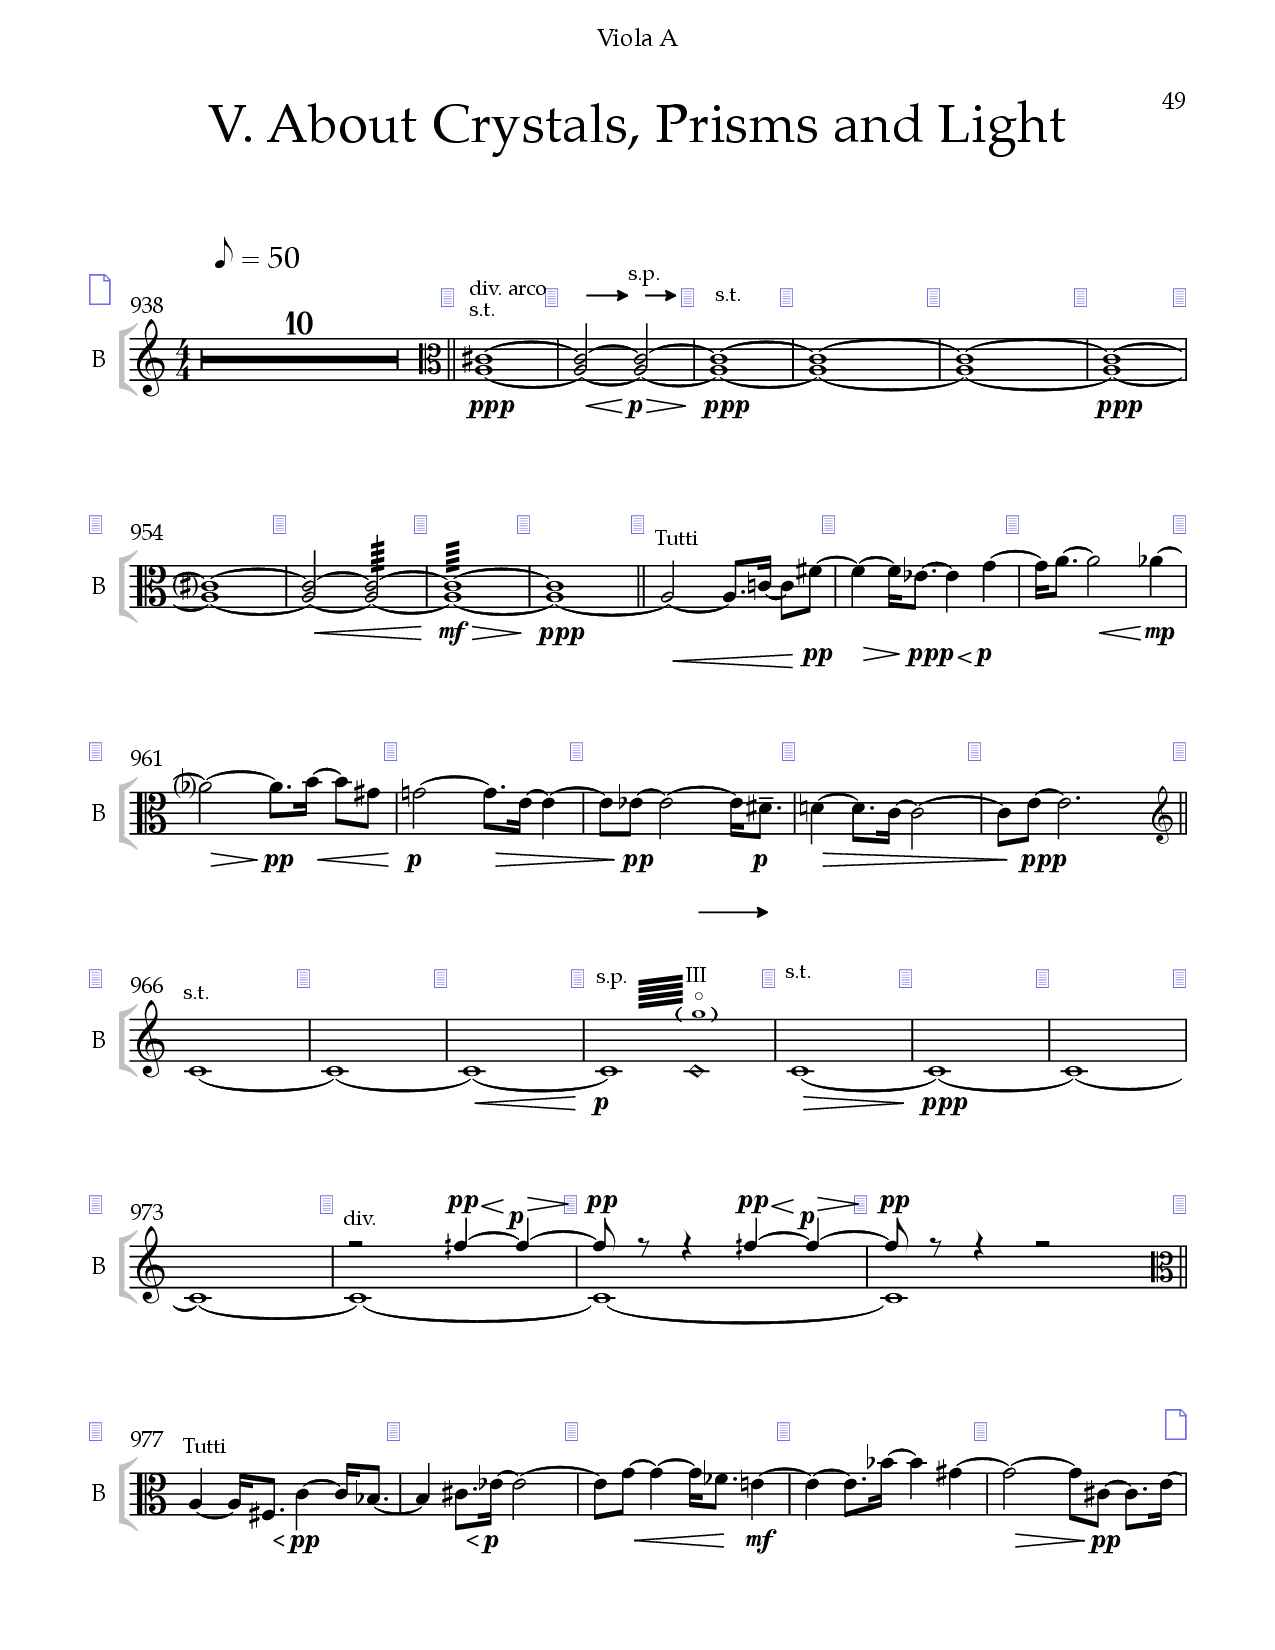 Viola A
49
V. About Crystals, Prisms and Light
♪ = 50
938
10
div. arco
s.t.
s.p.
s.t.
B
4
4
ppp
p
ppp
ppp
954
Tutti
B
mf
ppp
pp
ppp
p
mp
961
B
pp
p
pp
p
ppp
966
s.t.
s.p.
III
s.t.
B
p
ppp
973
div.
pp
p
pp
pp
p
pp
B
977
Tutti
B
pp
p
mf
pp